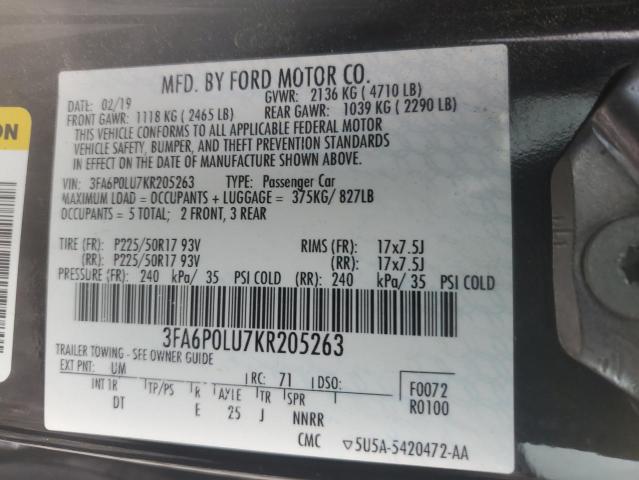 MFD. BY FORD MOTOR CO.
DATE: 02/19 GVWR: 2136 KG (4710 LB)
FRONT GAWR: 1118 KG (2465 LB) REAR GAWR: 1039 KG (2290 LB)
THIS VEHICLE CONFORMS TO ALL APPLICABLE FEDERAL MOTOR
VEHICLE SAFETY, BUMPER, AND THEFT PREVENTION STANDARDS
IN EFFECT ON THE DATE OF MANUFACTURE SHOWN ABOVE.
VIN: 3FA6P0LU7KR205263 TYPE: Passenger Car
MAXIMUM LOAD = OCCUPANTS + LUGGAGE = 375KG/ 827LB
OCCUPANTS = 5 TOTAL; 2 FRONT, 3 REAR
TIRE (FR): P225/50R17 93V RIMS (FR): 17x7.5J
(RR): P225/50R17 93V (RR): 17x7.5J
PRESSURE (FR): 240 kPa/ 35 PSI COLD (RR): 240 kPa/ 35 PSI COLD
3FA6P0LU7KR205263
TRAILER TOWING - SEE OWNER GUIDE
EXT PNT: UM RC: 71 DSO:
INT TR TP/PS R AXLE TR SPR F0072
DT E 25 J NNRR R0100
CMC ▽5U5A-5420472-AA
ON